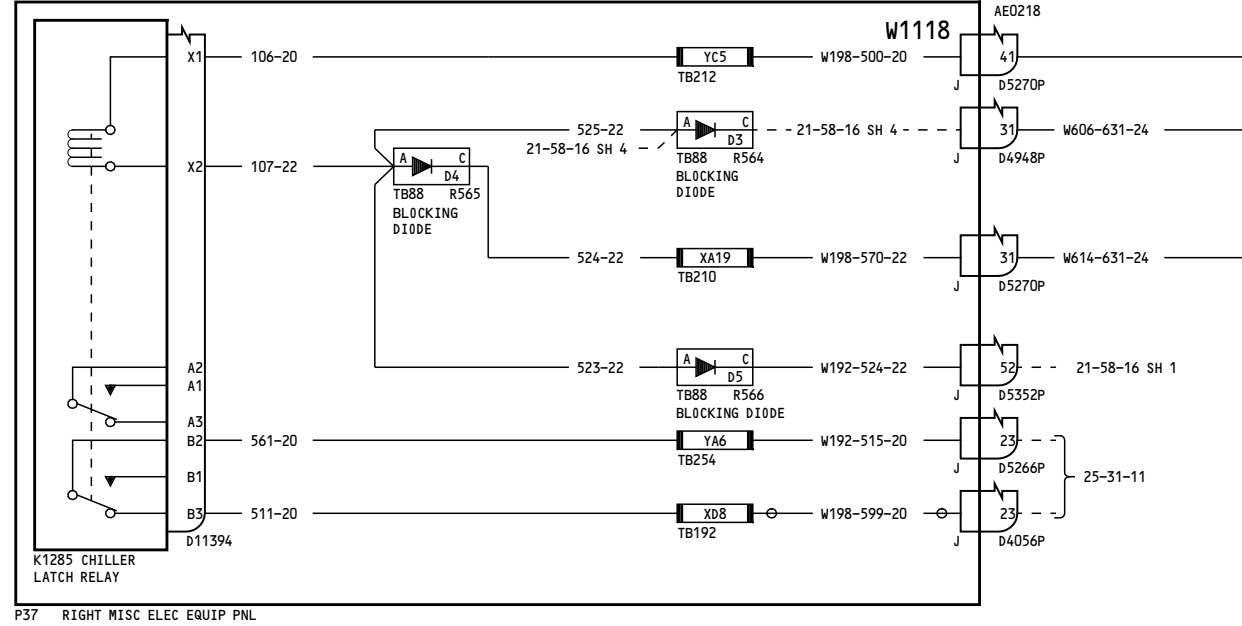 AE0218
W1118
X1 106-20 YC5 W198-500-20 41
TB212 J D5270P
525-22 A C 21-58-16 SH 4 31 W606-631-24
D3
21-58-16 SH 4
TB88 R564 J D4948P
BLOCKING
DIODE
X2 107-22 A C
D4
TB88 R565
BLOCKING
DIODE
524-22 XA19 W198-570-22 31 W614-631-24
TB210 J D5270P
A2 523-22 A C W192-524-22 52 21-58-16 SH 1
D5
A1
TB88 R566 J D5352P
BLOCKING DIODE
A3
B2 561-20 YA6 W192-515-20 23
TB254 J D5266P
B1 25-31-11
B3 511-20 XD8 W198-599-20 23
D11394 TB192 J D4056P
K1285 CHILLER
LATCH RELAY
P37 RIGHT MISC ELEC EQUIP PNL